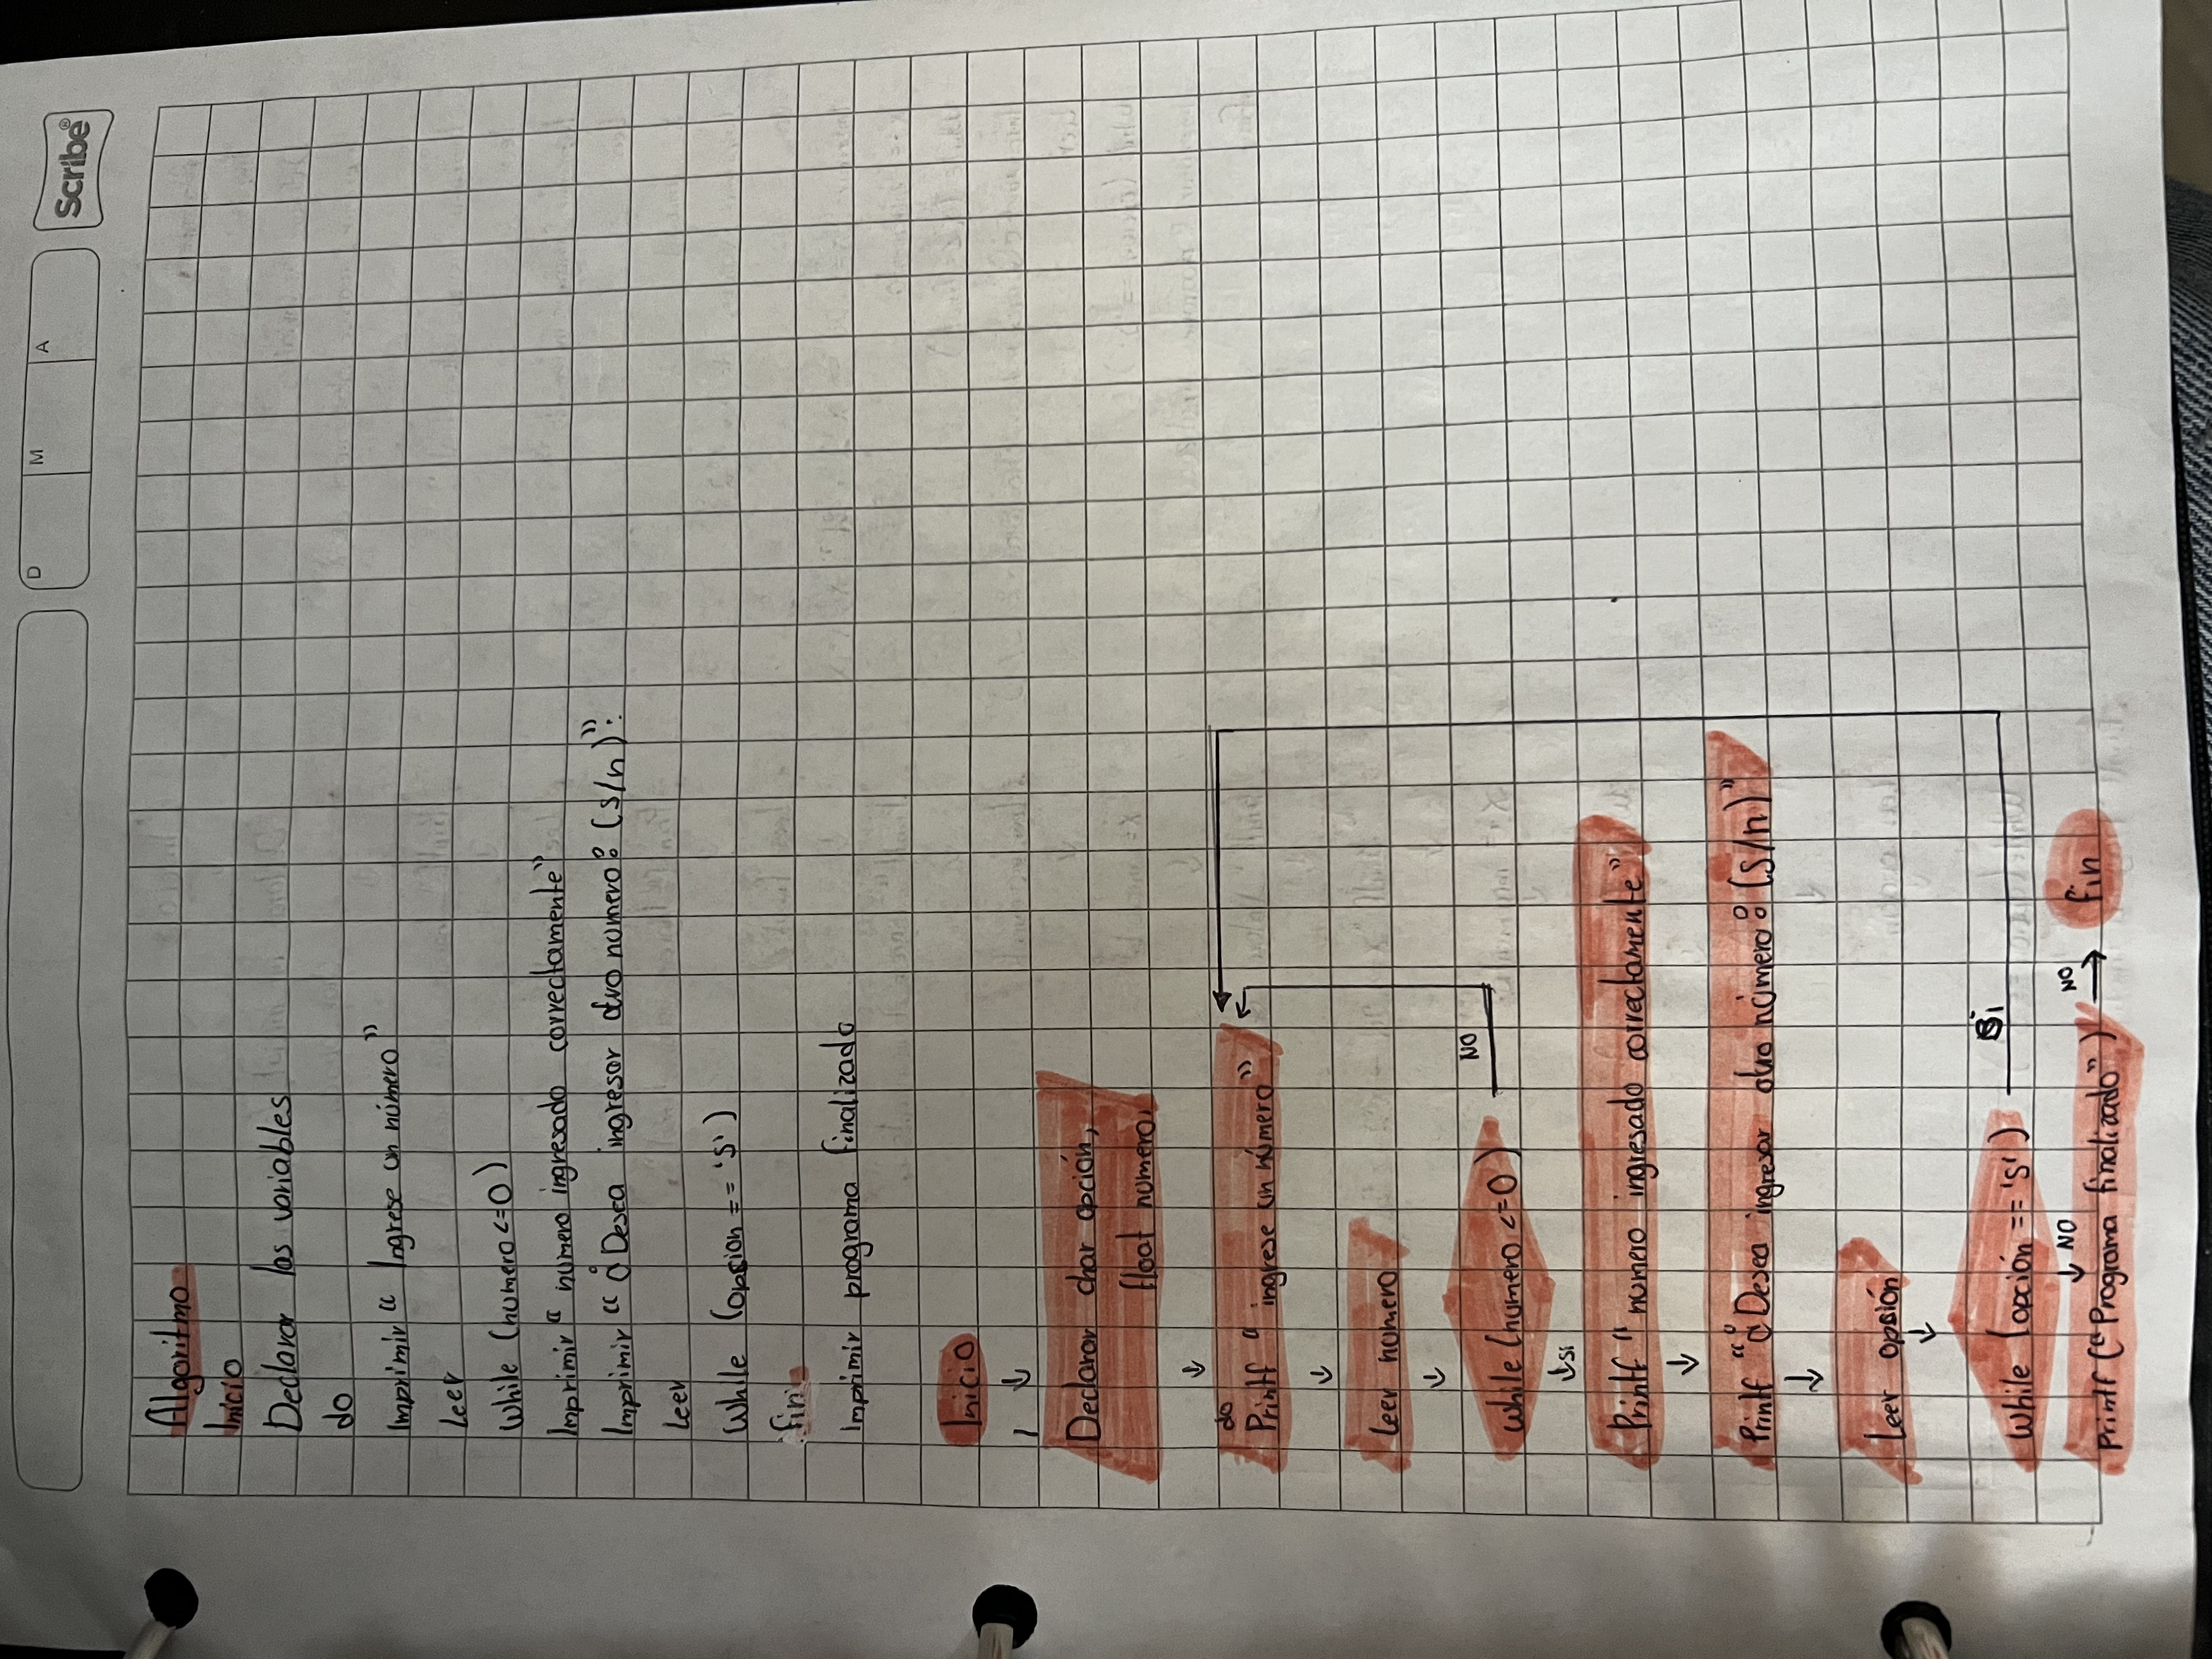 D M A Scribe®
Algoritmo
Inicio
Declarar las variables
do
Imprimir “ Ingrese un número”
Leer
While (numero <=0)
Imprimir “ numero ingresado correctamente”
Imprimir “ ¿Desea ingresar otro numero? (s/n)”:
Leer
While (opcion == 's')
fin
Imprimir programa finalizado
Inicio
↓
Declarar char opción,
float numero,
↓
do
Printf “ ingrese un número”
↓
Leer numero
↓
while (numero <=0) NO
↓ si
Printf “ numero ingresado correctamente”
↓
Printf “¿Desea ingresar otro número? (s/n)”
↓
Leer opsión
↓
While (opción == 's') Si
↓ NO
printf (“Programa finalizado”) NO → fin